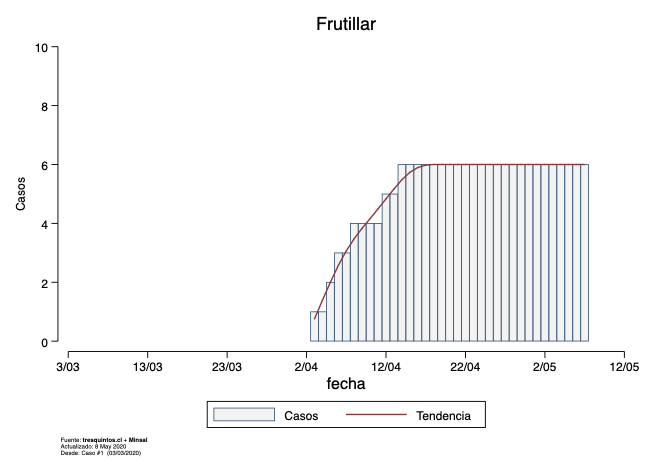 Frutillar
10
8
6
4
2
0
Casos
3/03 13/03 23/03 2/04 12/04 22/04 2/05 12/05
fecha
Casos Tendencia
Fuente: tresquintos.cl + Minsal
Actualizado: 8 May 2020
Desde: Caso #1 (03/03/2020)